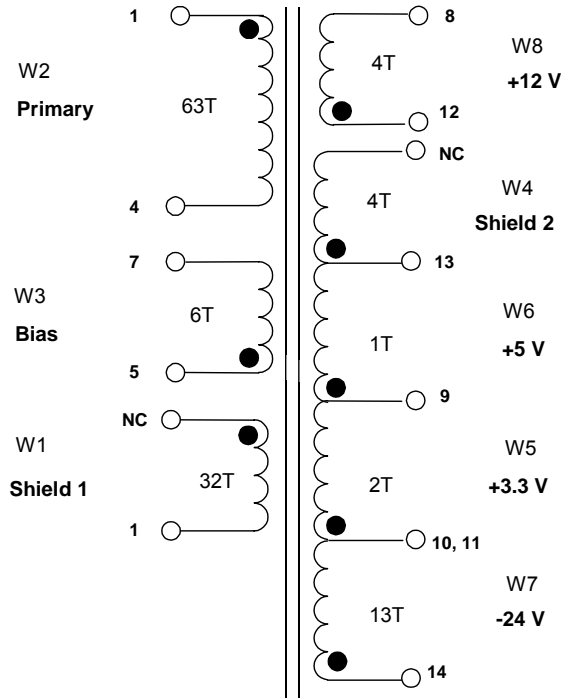 1
W2
Primary
63T
4
7
W3
6T
Bias
5
NC
W1
32T
Shield 1
1
8
W8
4T
+12 V
12
NC
W4
4T
Shield 2
13
W6
1T
+5 V
9
W5
2T
+3.3 V
10, 11
W7
13T
-24 V
14